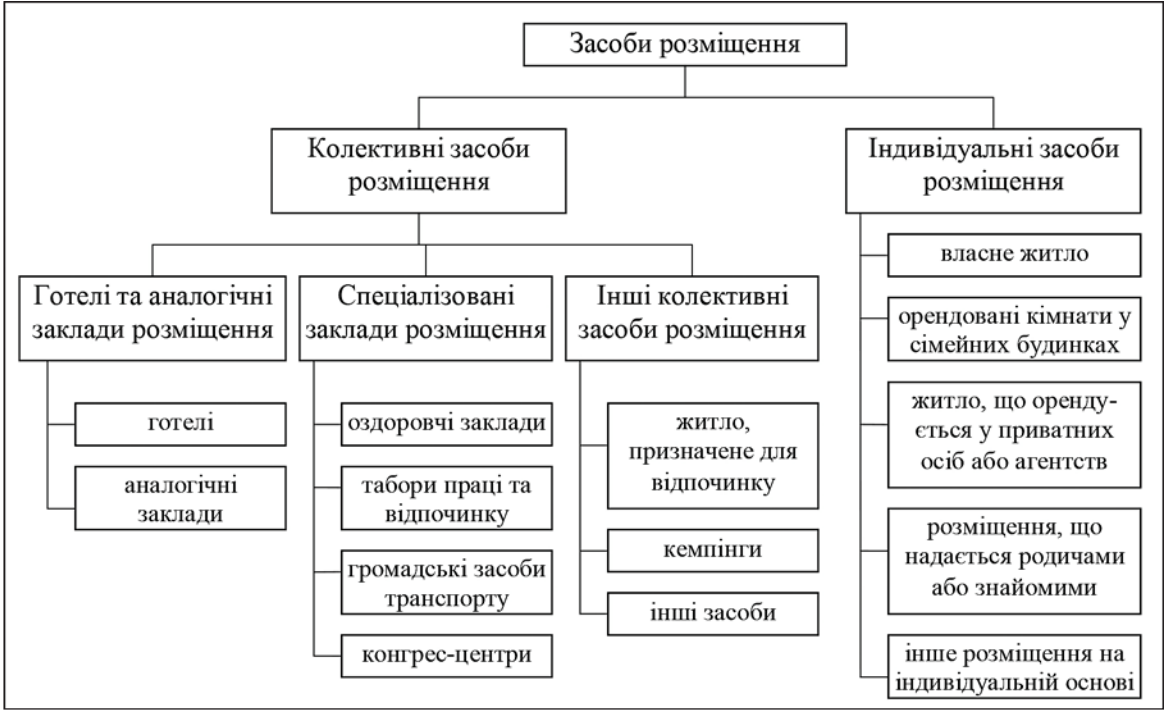 Засоби розміщення
Колективні засоби
розміщення
Індивідуальні засоби
розміщення
Готелі та аналогічні
заклади розміщення
готелі
аналогічні
заклади
Спеціалізовані
заклади розміщення
оздоровчі заклади
табори праці та
відпочинку
громадські засоби
транспорту
конгрес-центри
Інші колективні
засоби розміщення
житло,
призначене для
відпочинку
кемпінги
інші засоби
власне житло
орендовані кімнати у
сімейних будинках
житло, що оренду-
ється у приватних
осіб або агентств
розміщення, що
надається родичами
або знайомими
інше розміщення на
індивідуальній основі